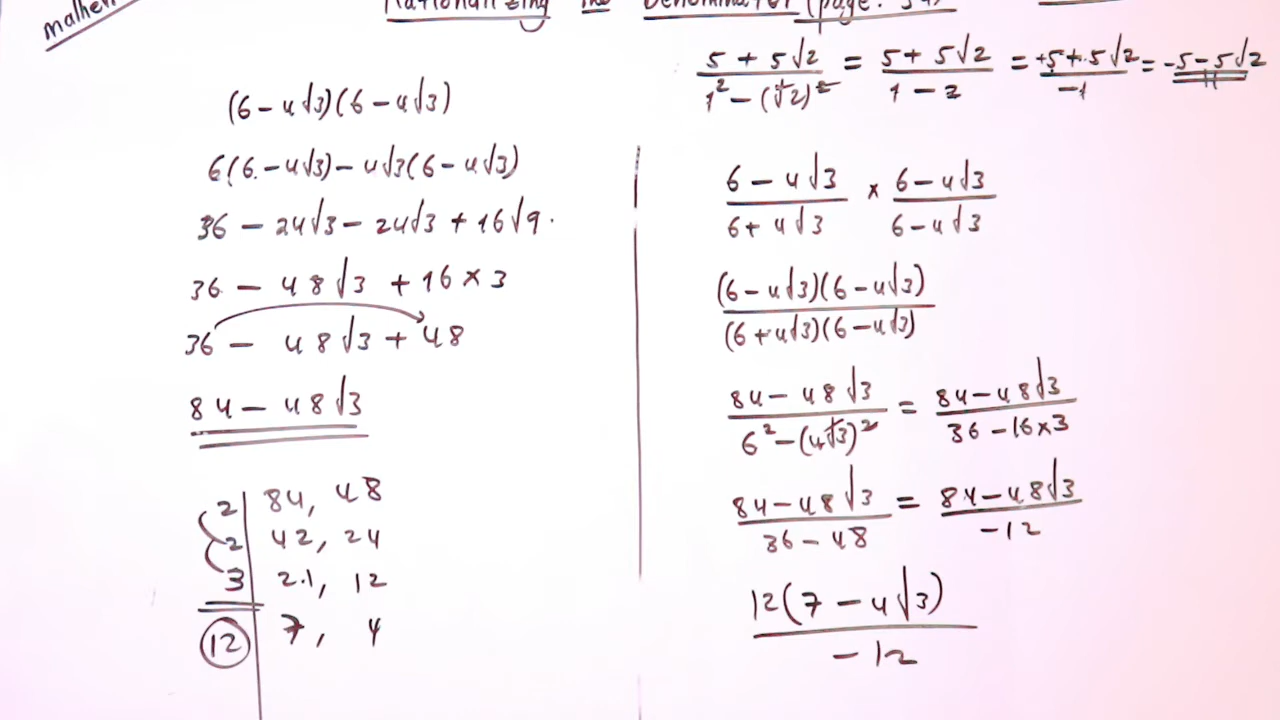 Rationalizing the Denominator (page:
(6 - 4√3)(6 - 4√3)
6(6 - 4√3) - 4√3(6 - 4√3)
36 - 24√3 - 24√3 + 16√9.
36 - 48√3 + 16 × 3
36 - 48√3 + 48
84 - 48√3
2 | 84, 48
2 | 42, 24
3 | 21, 12
12 | 7, 4
(5 + 5√2)/(1² - (√2)²) = (5 + 5√2)/(1 - 2) = (+5 + 5√2)/(-1) = -5 - 5√2
(6 - 4√3)/(6 + 4√3) × (6 - 4√3)/(6 - 4√3)
(6 - 4√3)(6 - 4√3)/(6 + 4√3)(6 - 4√3)
(84 - 48√3)/(6² - (4√3)²) = (84 - 48√3)/(36 - 16×3)
(84 - 48√3)/(36 - 48) = (84 - 48√3)/(-12)
12(7 - 4√3)/(-12)